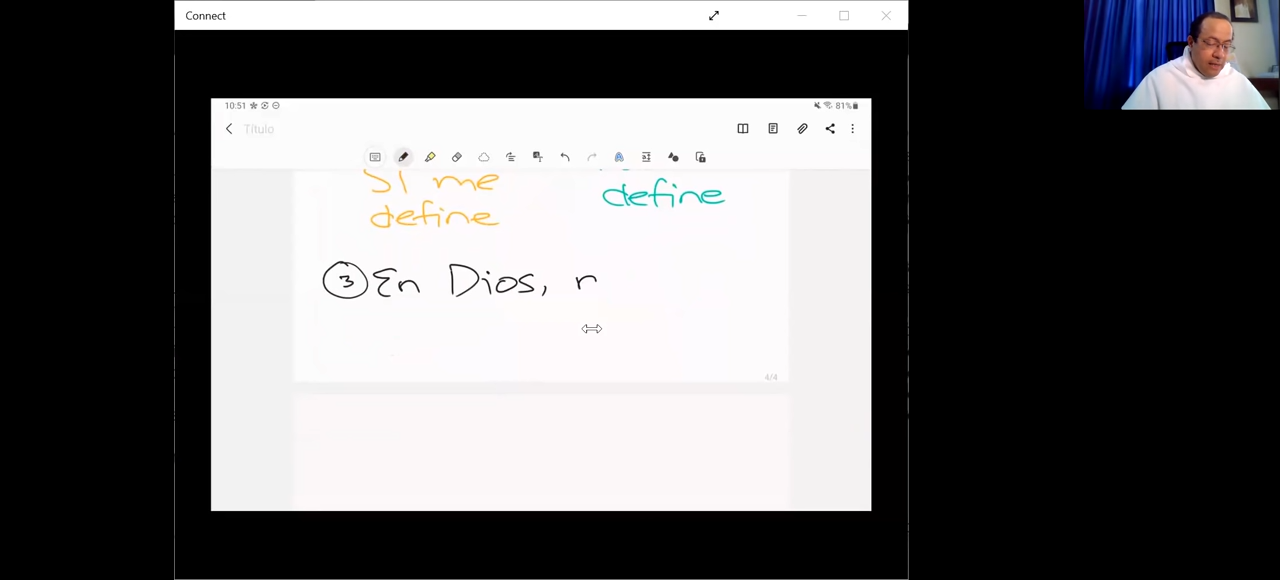 Connect
10:51
81%
Título
Sí me
define
define
③ En Dios, n
4/4